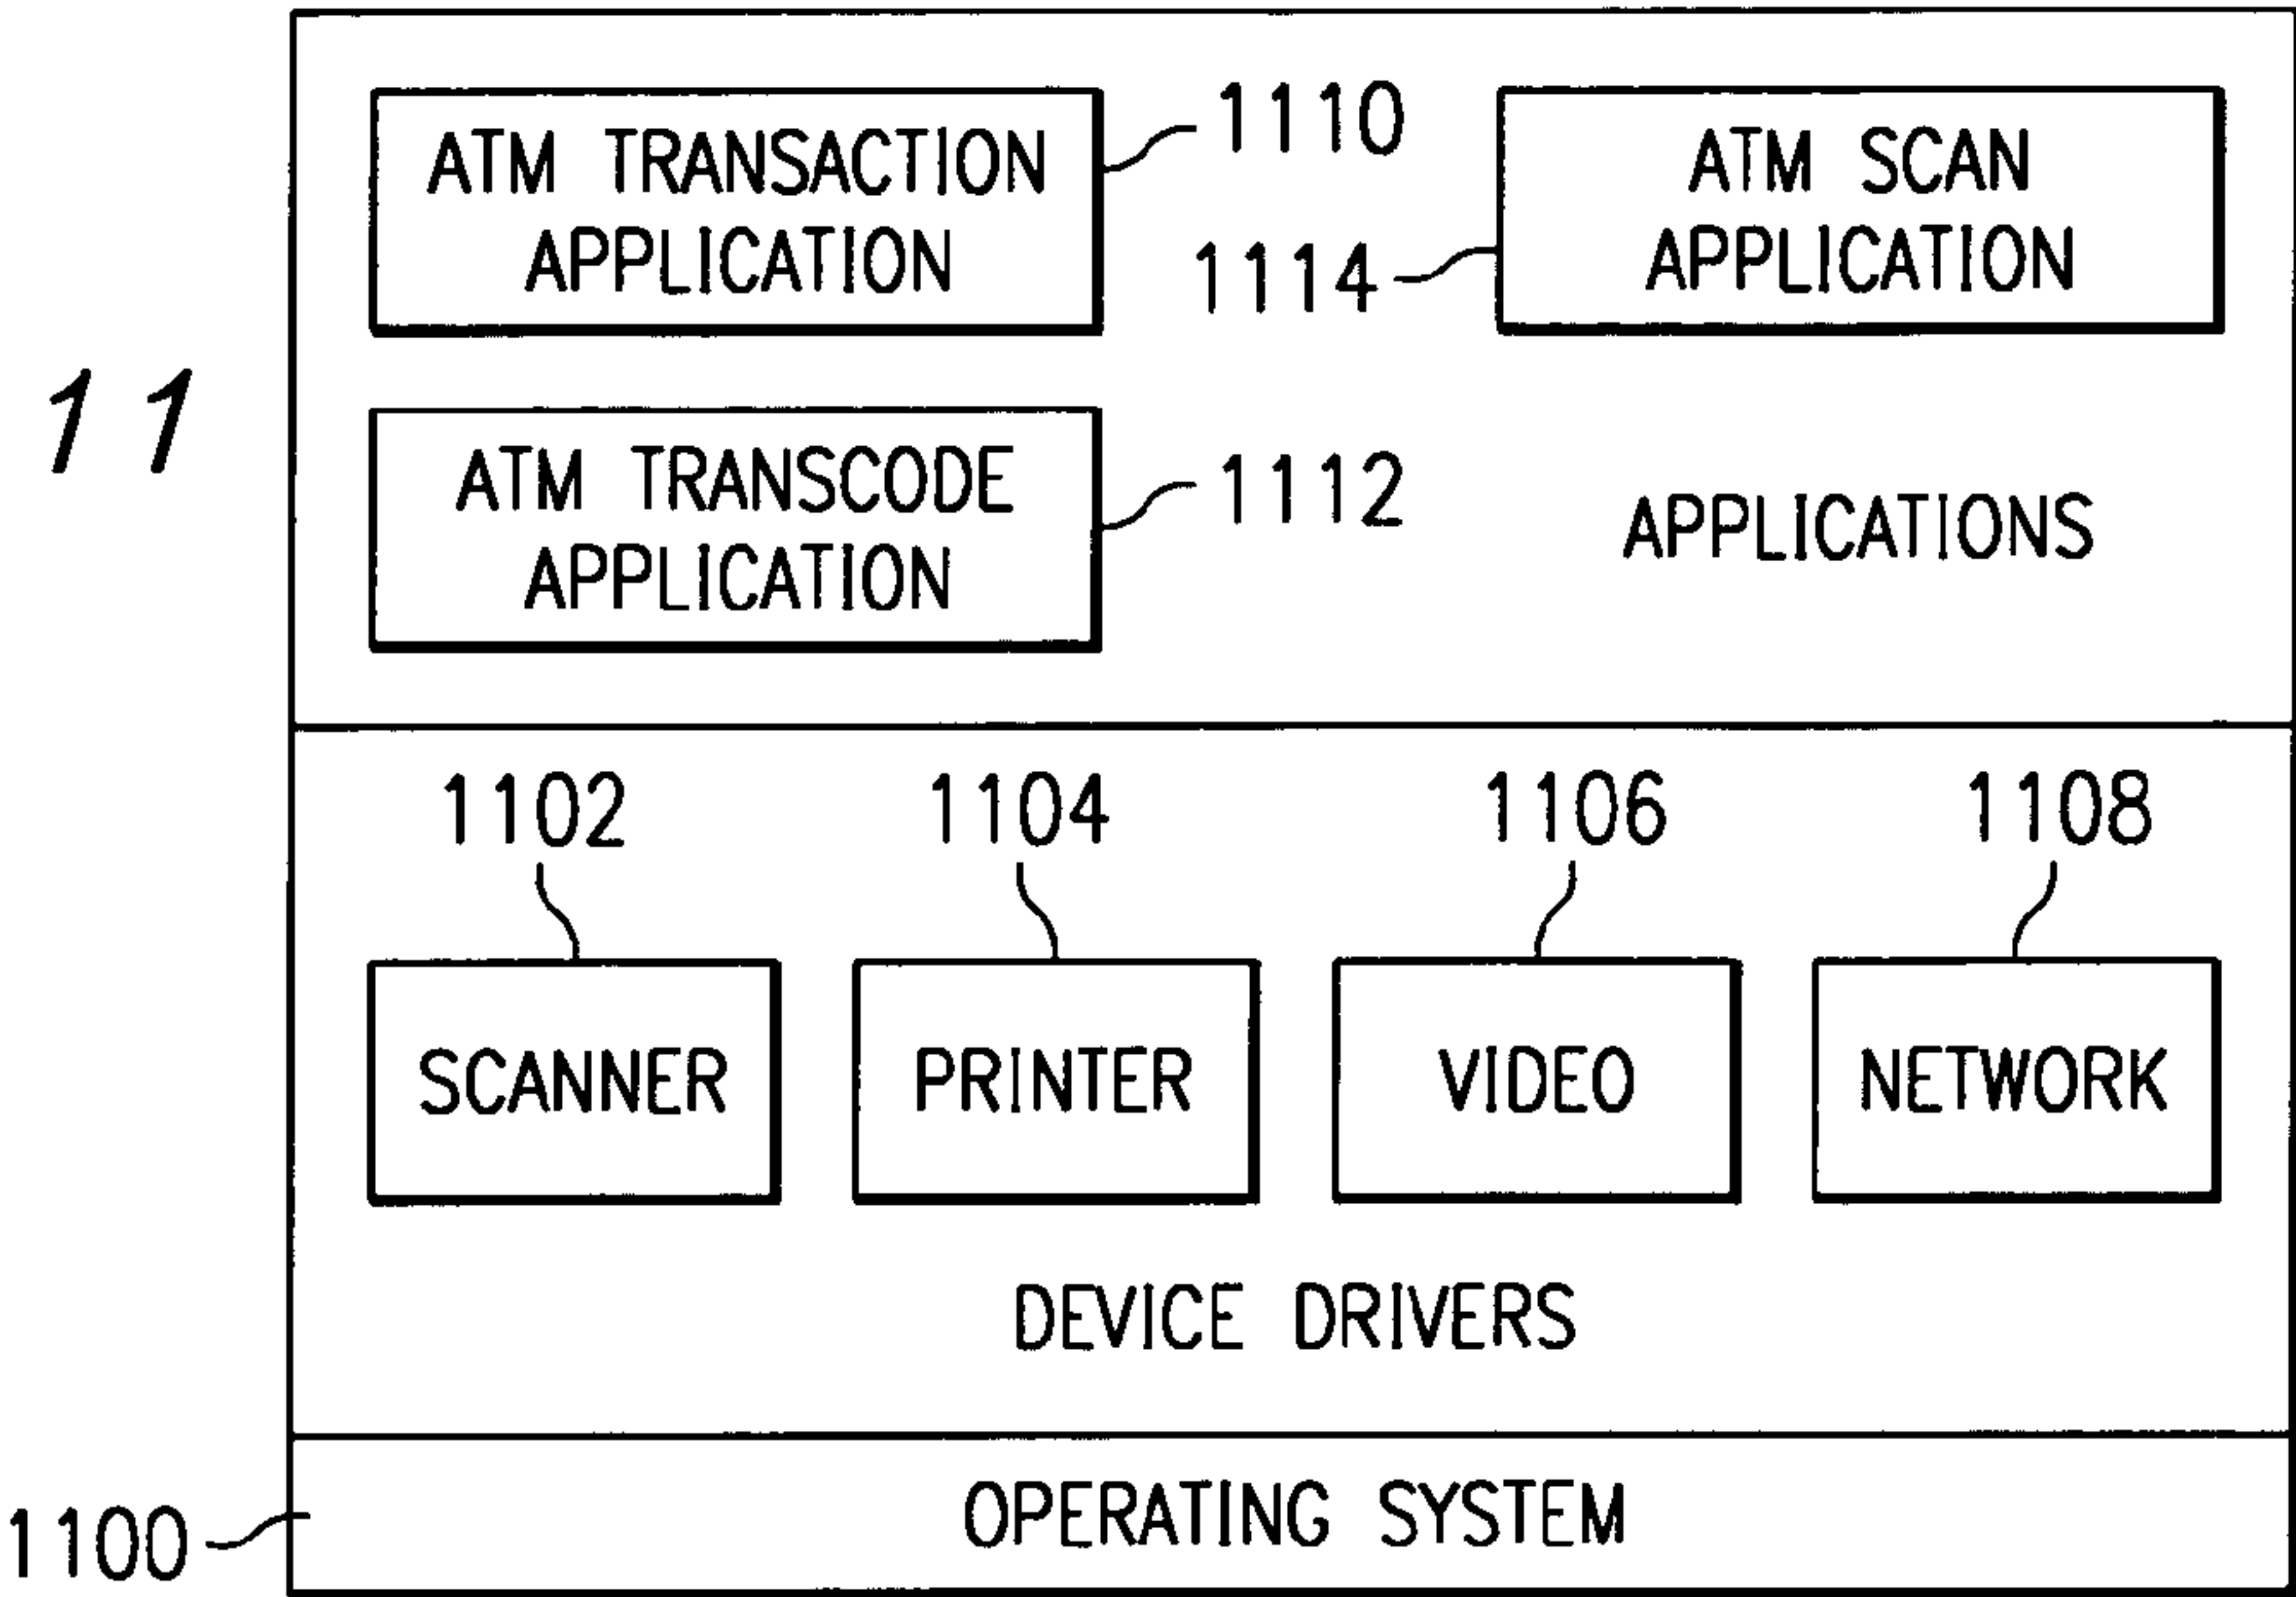 11
ATM TRANSACTION
APPLICATION
1110
1114
ATM SCAN
APPLICATION
ATM TRANSCODE
APPLICATION
1112
APPLICATIONS
1102
1104
1106
1108
SCANNER
PRINTER
VIDEO
NETWORK
DEVICE DRIVERS
1100
OPERATING SYSTEM